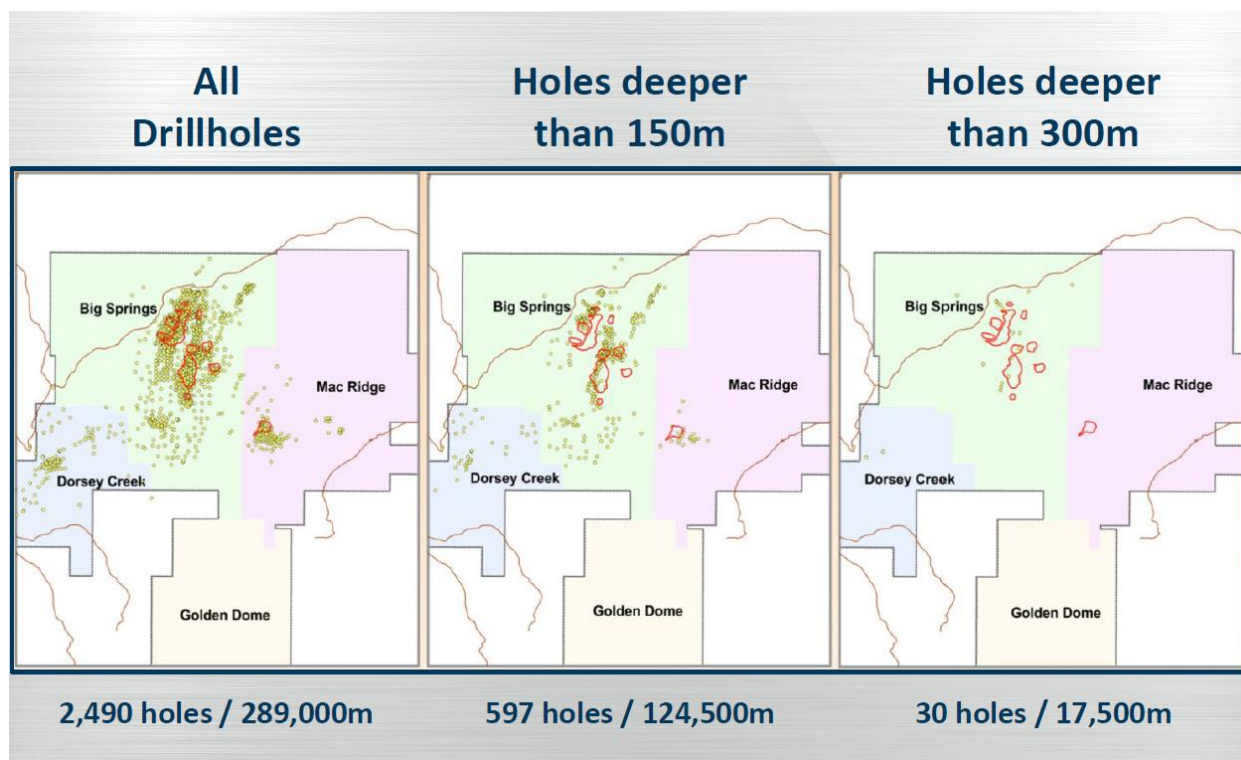 All
Drillholes
Holes deeper
than 150m
Holes deeper
than 300m
Big Springs
Mac Ridge
Dorsey Creek
Golden Dome
Big Springs
Mac Ridge
Dorsey Creek
Golden Dome
Big Springs
Mac Ridge
Dorsey Creek
Golden Dome
2,490 holes / 289,000m
597 holes / 124,500m
30 holes / 17,500m